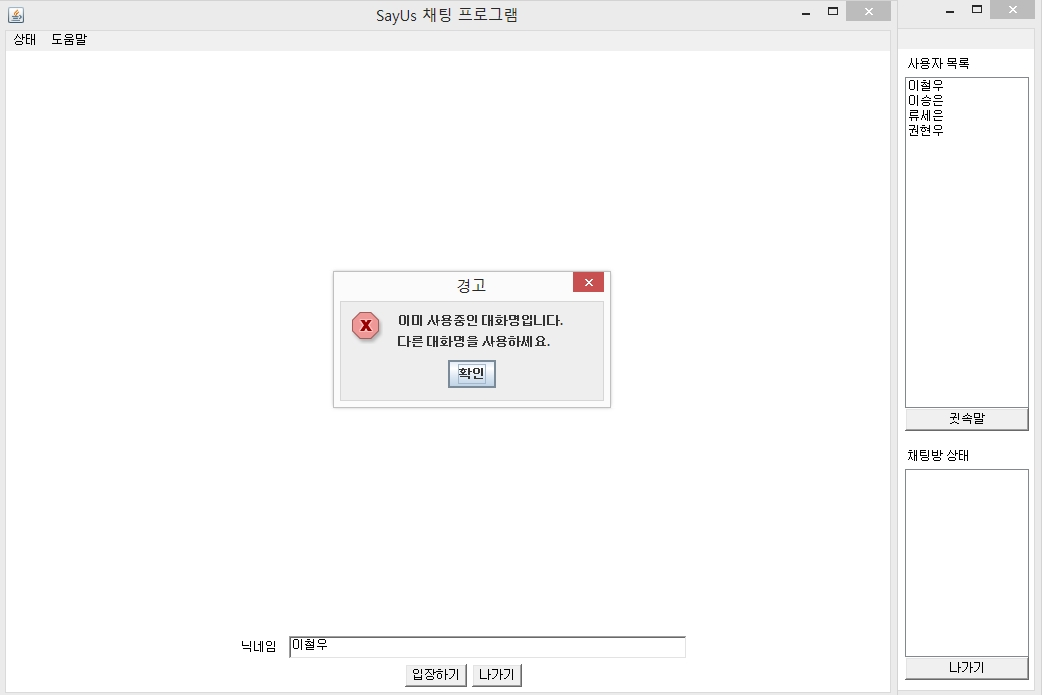 SayUs 채팅 프로그램
상태 도움말
경고
이미 사용중인 대화명입니다.
다른 대화명을 사용하세요.
확인
닉네임 이철우
입장하기 나가기
사용자 목록
이철우
이승은
류세은
권현우
귓속말
채팅방 상태
나가기